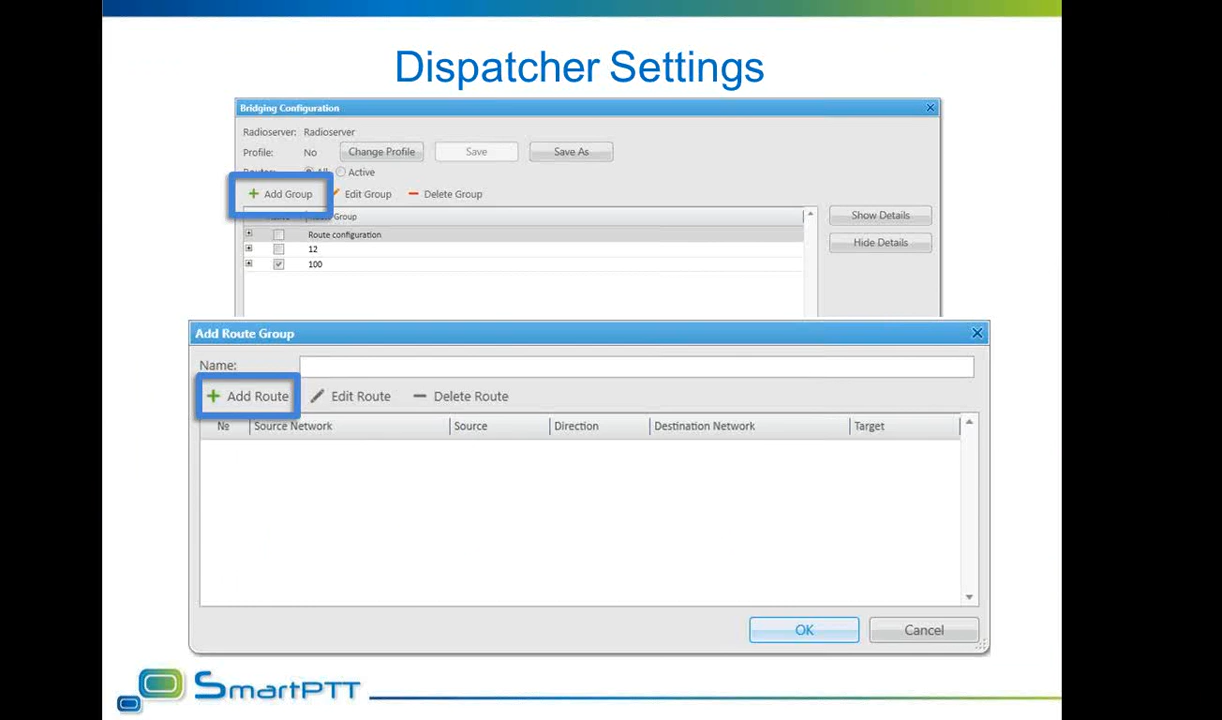 Dispatcher Settings
Bridging Configuration
Radioserver: Radioserver
Profile: No Change Profile Save Save As
All Active
Add Group Edit Group Delete Group
Group Show Details
Route configuration
Hide Details
12
100
Add Route Group
Name:
Add Route Edit Route Delete Route
№ Source Network Source Direction Destination Network Target
OK Cancel
SmartPTT